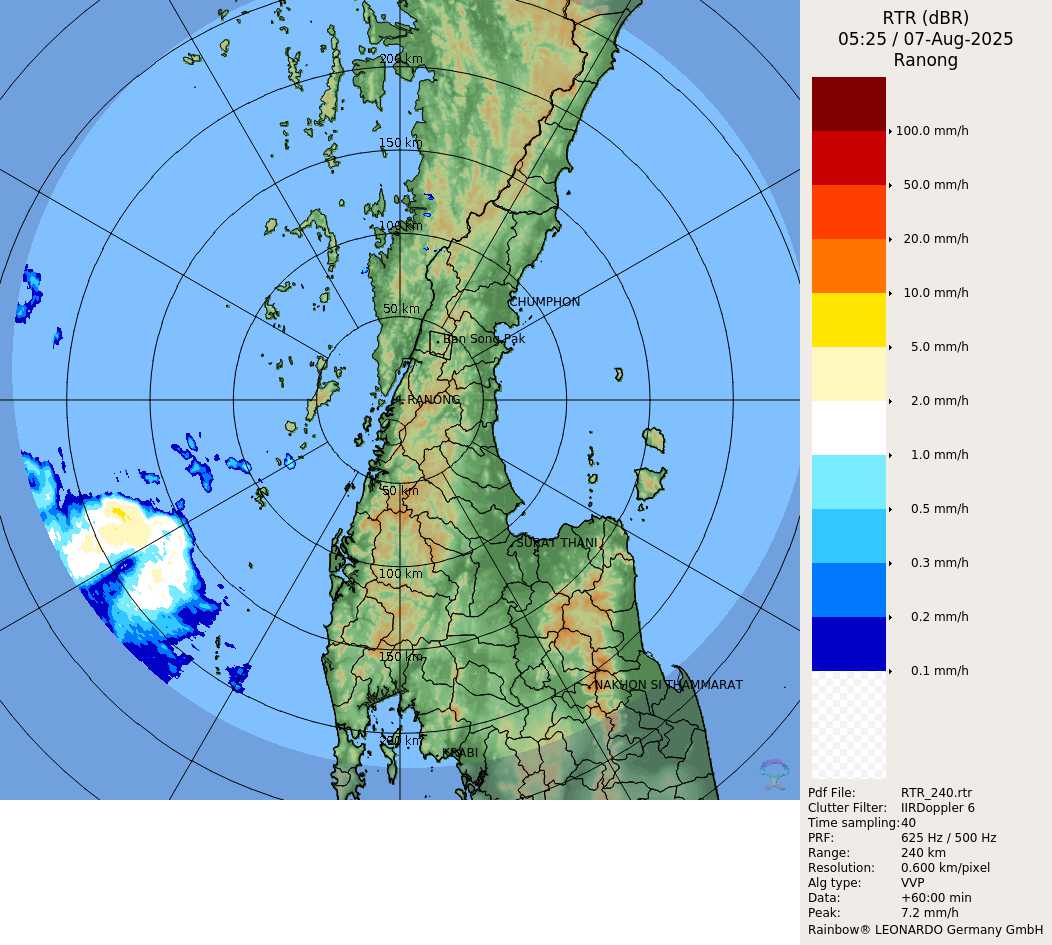 200 km
150 km
100 km
50 km
CHUMPHON
Ban Song Pak
RANONG
50 km
SURAT THANI
100 km
150 km
NAKHON SI THAMMARAT
200 km
KRABI
RTR (dBR)
05:25 / 07-Aug-2025
Ranong
100.0 mm/h
50.0 mm/h
20.0 mm/h
10.0 mm/h
5.0 mm/h
2.0 mm/h
1.0 mm/h
0.5 mm/h
0.3 mm/h
0.2 mm/h
0.1 mm/h
Pdf File: RTR_240.rtr
Clutter Filter: IIRDoppler 6
Time sampling:40
PRF: 625 Hz / 500 Hz
Range: 240 km
Resolution: 0.600 km/pixel
Alg type: VVP
Data: +60:00 min
Peak: 7.2 mm/h
Rainbow® LEONARDO Germany GmbH